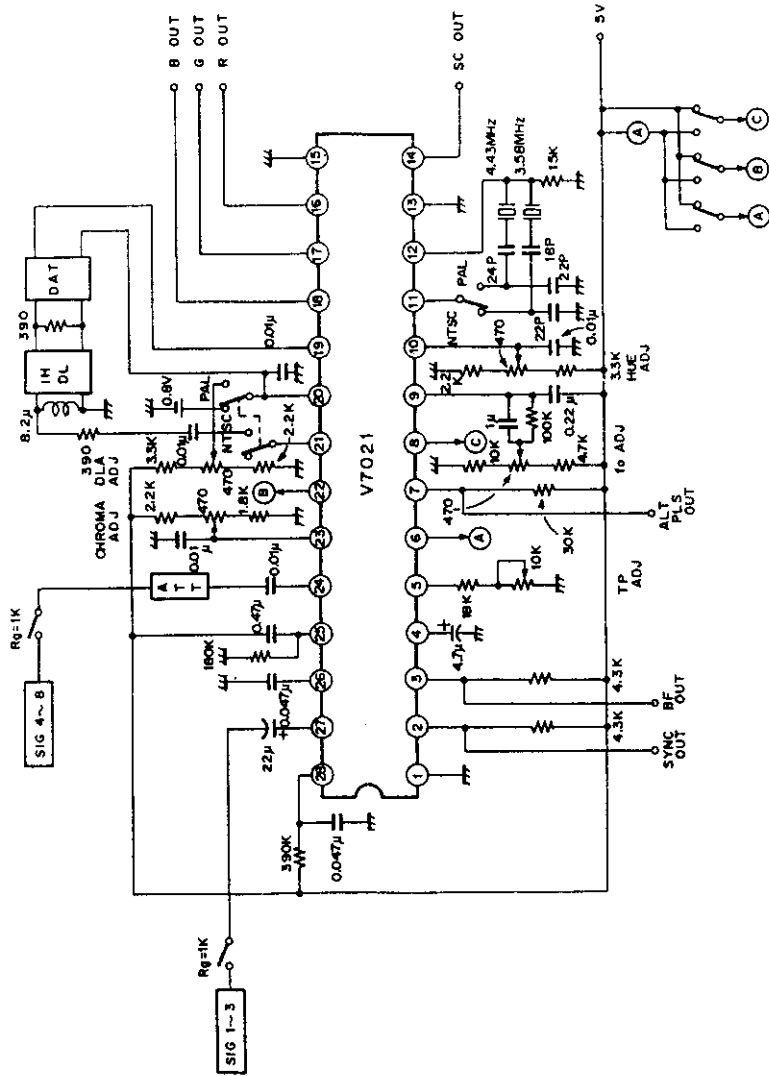 B OUT
G OUT
R OUT
SC OUT
5V
DAT
390
1H
DL
8.2μ
390
0.01μ
0.8V
PAL
NTSC
0.01μ
DLA
ADJ
3.3K
470
2.2K
CHROMA
ADJ
2.2K
470
1.8K
0.01
μ
B
A
T
T
0.01μ
Rg=1K
SIG 4~8
0.47μ
180K
0.047μ
22μ
+
390K
0.047μ
Rg=1K
SIG 1~3
28
27
26
25
24
23
22
21
20
19
18
17
16
15
V7021
1
2
3
4
5
6
7
8
9
10
11
12
13
14
4.43MHz
3.58MHz
15K
24P
18P
PAL
NTSC
22P
22P
0.01μ
470
2.2
K
3.3K
HUE
ADJ
1μ
100K
0.22
μ
C
10K
470
4.7K
fo ADJ
30K
ALT
PLS
OUT
A
10K
18K
TP
ADJ
+
4.7μ
4.3K
BF
OUT
4.3K
SYNC
OUT
A
A
B
C